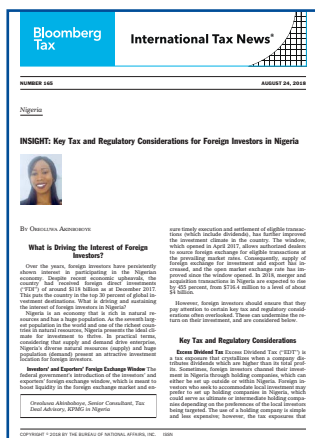 Bloomberg
Tax
International Tax News®
NUMBER 165
AUGUST 24, 2018
Nigeria
INSIGHT: Key Tax and Regulatory Considerations for Foreign Investors in Nigeria
BY OREOLUWA AKINBOBOYE
What is Driving the Interest of Foreign
Investors?
Over the years, foreign investors have persistently
shown interest in participating in the Nigerian
economy. Despite recent economic upheavals, the
country had received foreign direct investments
("FDI") of around $118 billion as at December 2017.
This puts the country in the top 30 percent of global in-
vestment destinations. What is driving and sustaining
the interest of foreign investors in Nigeria?
Nigeria is an economy that is rich in natural re-
sources and has a huge population. As the seventh larg-
est population in the world and one of the richest coun-
tries in natural resources, Nigeria presents the ideal cli-
mate for investment to thrive. In practical terms,
considering that supply and demand drive enterprise,
Nigeria's diverse natural resources (supply) and huge
population (demand) present an attractive investment
location for foreign investors.
Investors' and Exporters' Foreign Exchange Window The
federal government's introduction of the investors' and
exporters' foreign exchange window, which is meant to
boost liquidity in the foreign exchange market and en-
Oreoluwa Akinboboye, Senior Consultant, Tax
Deal Advisory, KPMG in Nigeria
sure timely execution and settlement of eligible transac-
tions (which include dividends), has further improved
the investment climate in the country. The window,
which opened in April 2017, allows authorized dealers
to source foreign exchange for eligible transactions at
the prevailing market rates. Consequently, supply of
foreign exchange for investment and export has in-
creased, and the open market exchange rate has im-
proved since the window opened. In 2018, merger and
acquisition transactions in Nigeria are expected to rise
by 455 percent, from $736.4 million to a level of about
$4 billion.
However, foreign investors should ensure that they
pay attention to certain key tax and regulatory consid-
erations often overlooked. These can undermine the re-
turn on their investment, and are considered below.
Key Tax and Regulatory Considerations
Excess Dividend Tax Excess Dividend Tax ("EDT") is
a tax exposure that crystallises when a company dis-
tributes dividends which are higher than its total prof-
its. Sometimes, foreign investors channel their invest-
ment in Nigeria through holding companies, which can
either be set up outside or within Nigeria. Foreign in-
vestors who seek to accommodate local investment may
prefer to set up holding companies in Nigeria, which
could serve as ultimate or intermediate holding compa-
nies depending on the preferences of the local investors
being targeted. The use of a holding company is simple
and less expensive; however, the tax exposure that
COPYRIGHT © 2018 BY THE BUREAU OF NATIONAL AFFAIRS, INC. ISSN